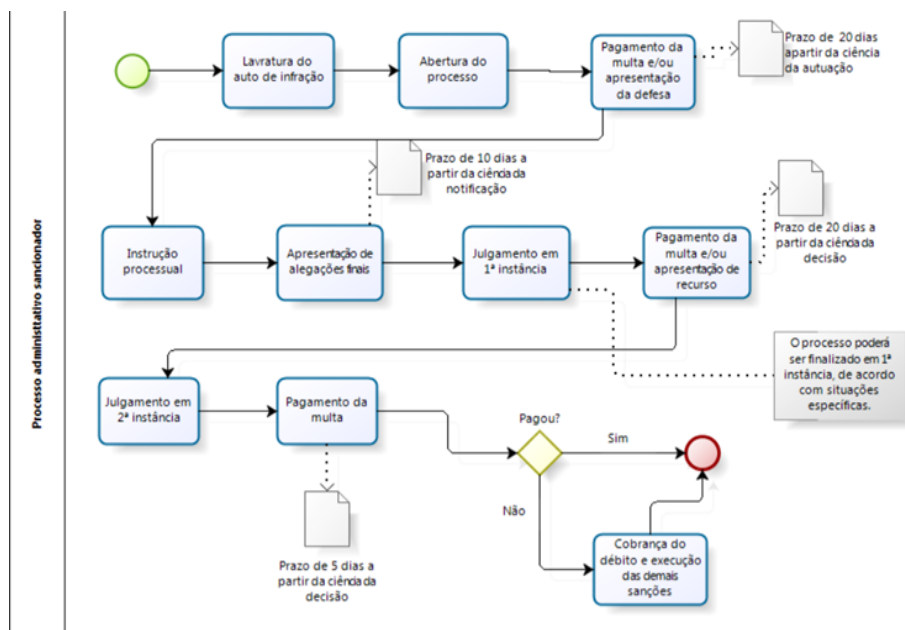 Processo administtativo sandonador
Lavratura do
auto de infração
Abertura do
processo
Pagamento da
multa e/ou
apresentação
da defesa
Prazo de 20 dias
apartir da ciência
da autuação
Prazo de 10 dias a
partir da ciência da
notificação
Instrução
processual
Apresentação de
alegações finais
Julgamento em
1ª instância
Pagamento da
multa e/ou
apresentação de
recurso
Prazo de 20 dias a
partir da ciência da
decisão
O processo poderá
ser finalizado em 1ª
instância, de acordo
com situações
específicas.
Julgamento em
2ª instância
Pagamento da
multa
Pagou?
Sim
Não
Prazo de 5 dias a
partir da ciência da
decisão
Cobrança do
débito e execução
das demais
sanções